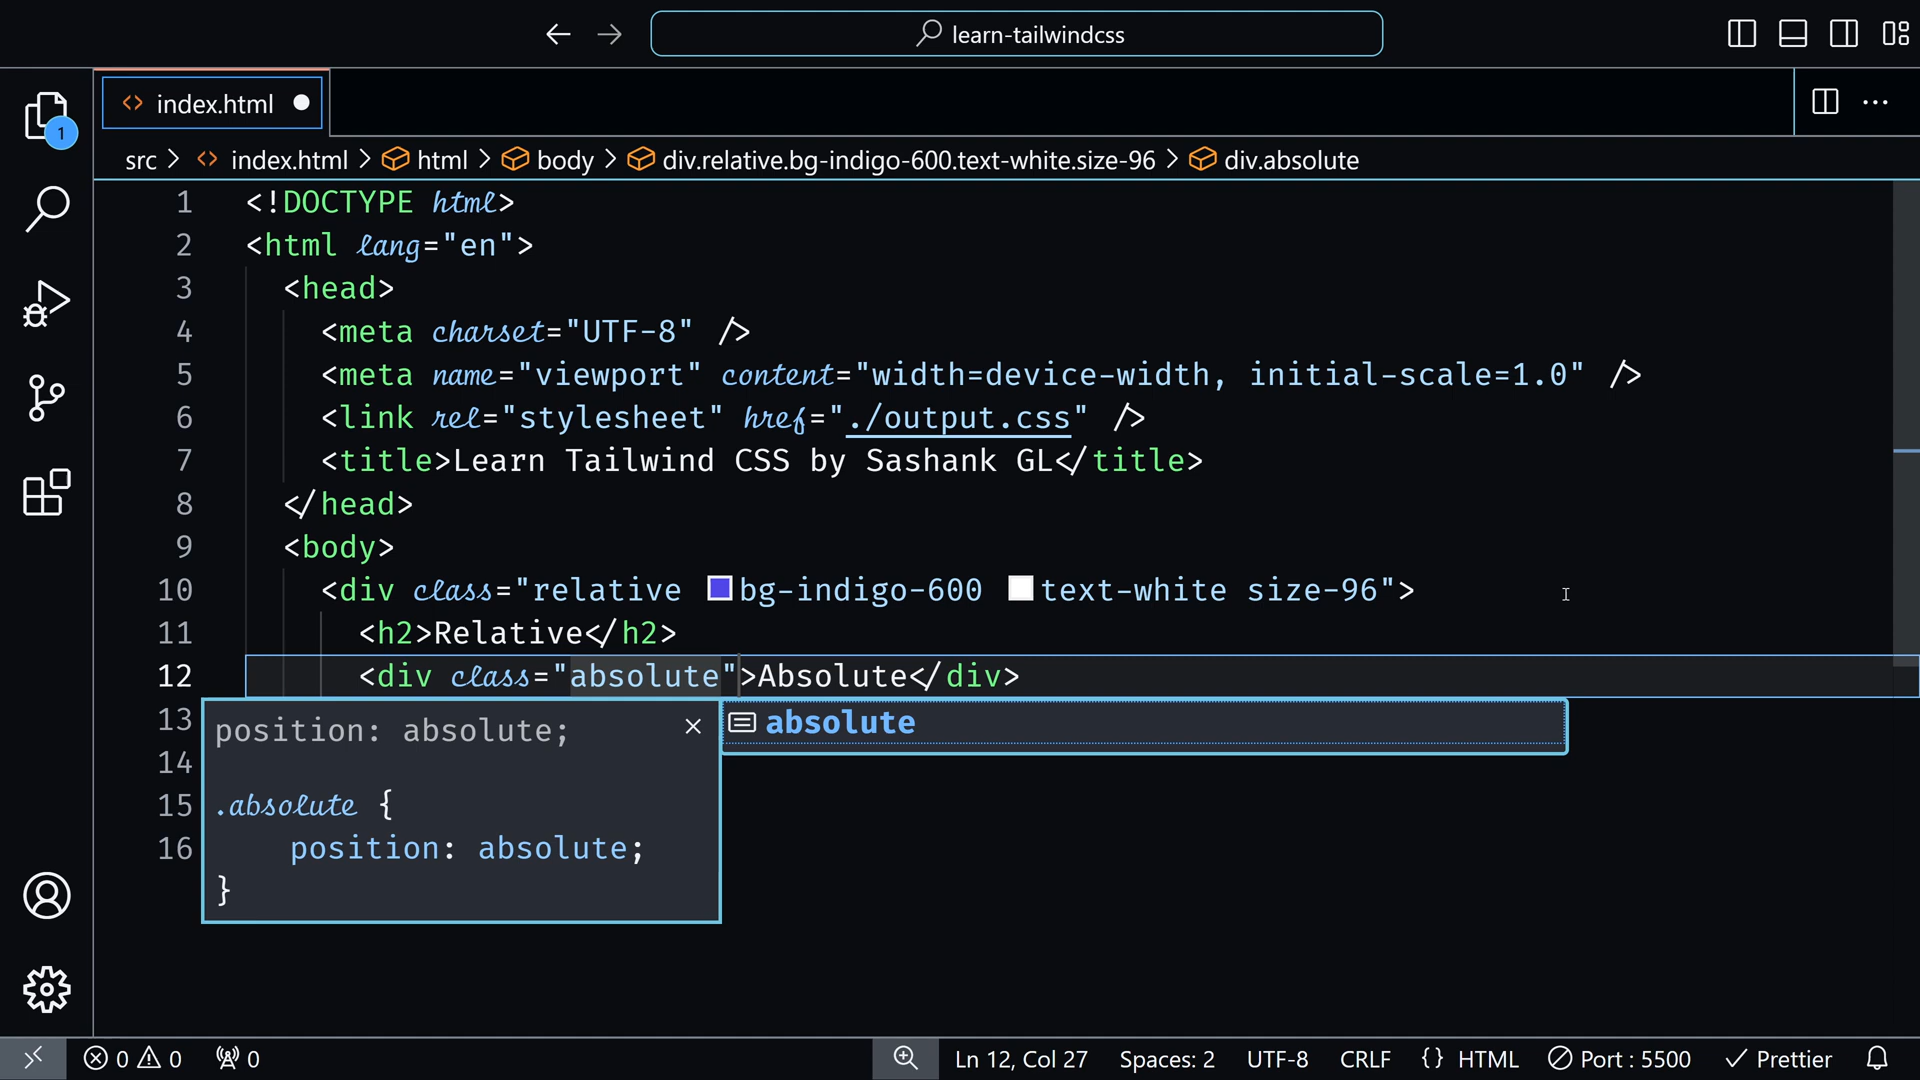 learn-tailwindcss
index.html
1
src > index.html > html > body > div.relative.bg-indigo-600.text-white.size-96 > div.absolute
1 <!DOCTYPE html>
2 <html lang="en">
3 <head>
4 <meta charset="UTF-8" />
5 <meta name="viewport" content="width=device-width, initial-scale=1.0" />
6 <link rel="stylesheet" href="./output.css" />
7 <title>Learn Tailwind CSS by Sashank GL</title>
8 </head>
9 <body>
10 <div class="relative bg-indigo-600 text-white size-96">
11 <h2>Relative</h2>
12 <div class="absolute">Absolute</div>
13
position: absolute;
absolute
14
15
.absolute {
16
position: absolute;
}
0 0 0 Ln 12, Col 27 Spaces: 2 UTF-8 CRLF {} HTML Port : 5500 Prettier